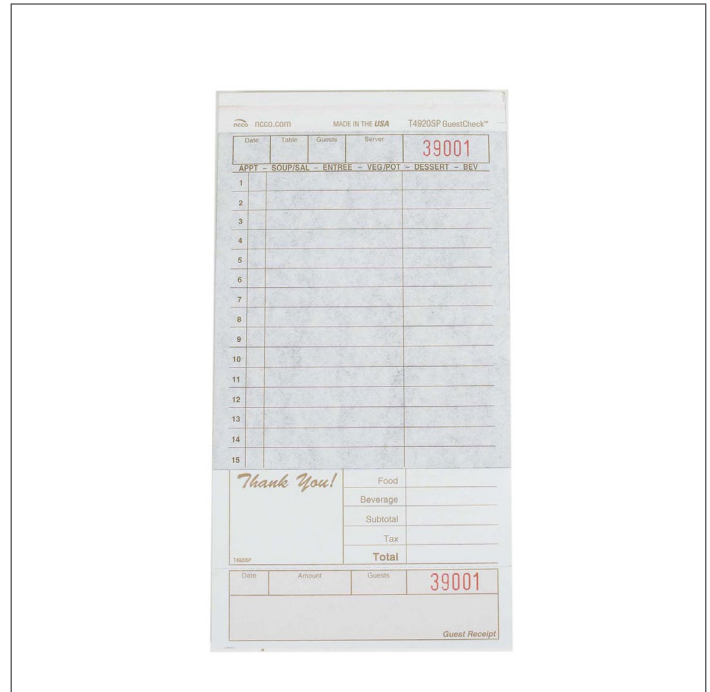 ncco ncco.com MADE IN THE USA T4920SP GuestCheck™
Date Table Guests Server 39001
APPT – SOUP/SAL – ENTREE – VEG/POT – DESSERT – BEV
1
2
3
4
5
6
7
8
9
10
11
12
13
14
15
Thank You! Food
Beverage
Subtotal
Tax
T4920SP Total
Date Amount Guests 39001
Guest Receipt